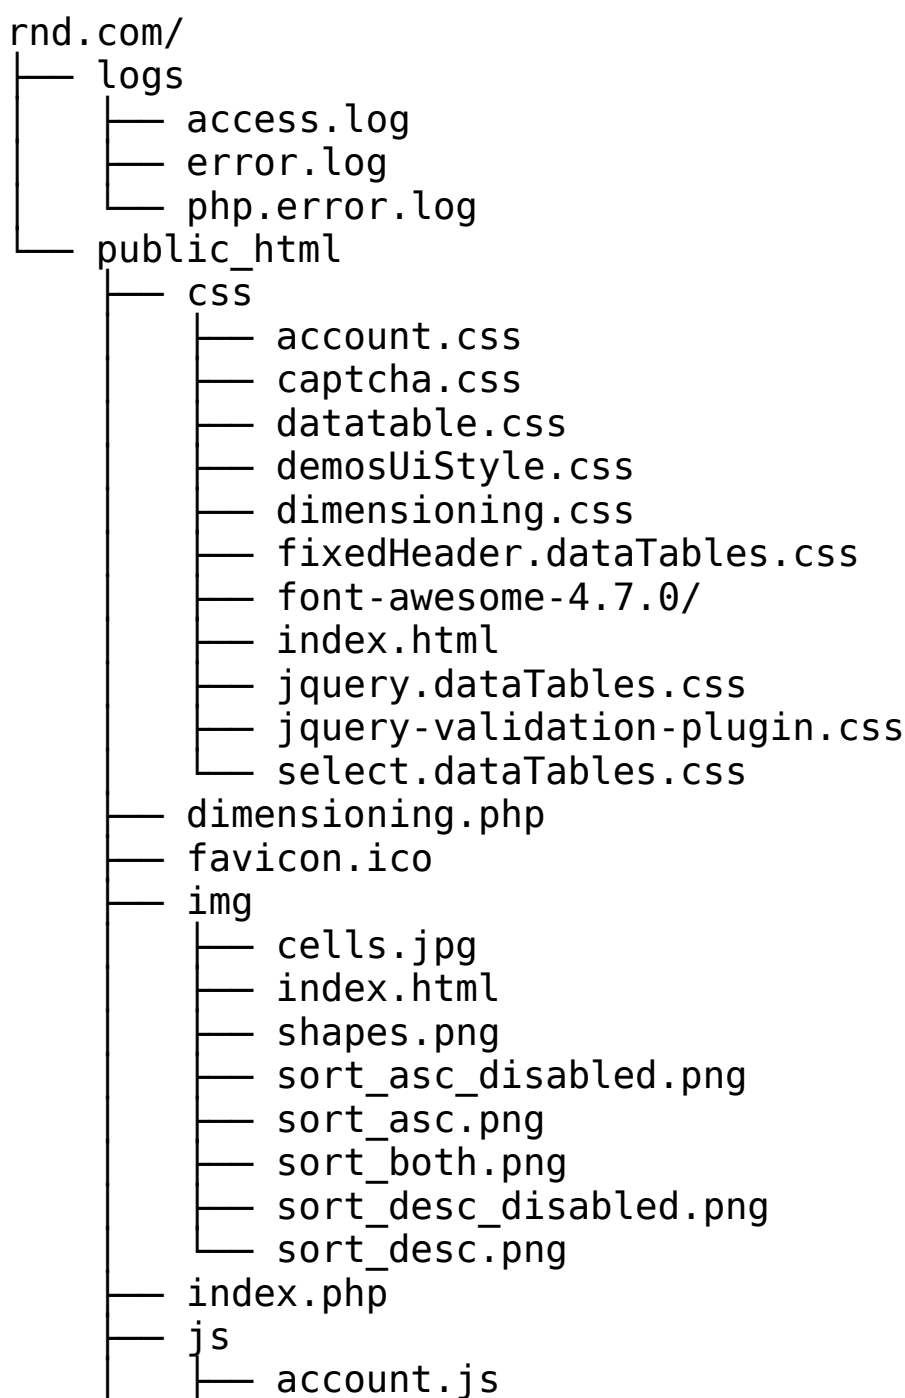 rnd.com/
├── logs
│   ├── access.log
│   ├── error.log
│   └── php.error.log
└── public_html
    ├── css
    │   ├── account.css
    │   ├── captcha.css
    │   ├── datatable.css
    │   ├── demosUiStyle.css
    │   ├── dimensioning.css
    │   ├── fixedHeader.dataTables.css
    │   ├── font-awesome-4.7.0/
    │   ├── index.html
    │   ├── jquery.dataTables.css
    │   ├── jquery-validation-plugin.css
    │   └── select.dataTables.css
    ├── dimensioning.php
    ├── favicon.ico
    ├── img
    │   ├── cells.jpg
    │   ├── index.html
    │   ├── shapes.png
    │   ├── sort_asc_disabled.png
    │   ├── sort_asc.png
    │   ├── sort_both.png
    │   ├── sort_desc_disabled.png
    │   └── sort_desc.png
    ├── index.php
    ├── js
    │   ├── account.js